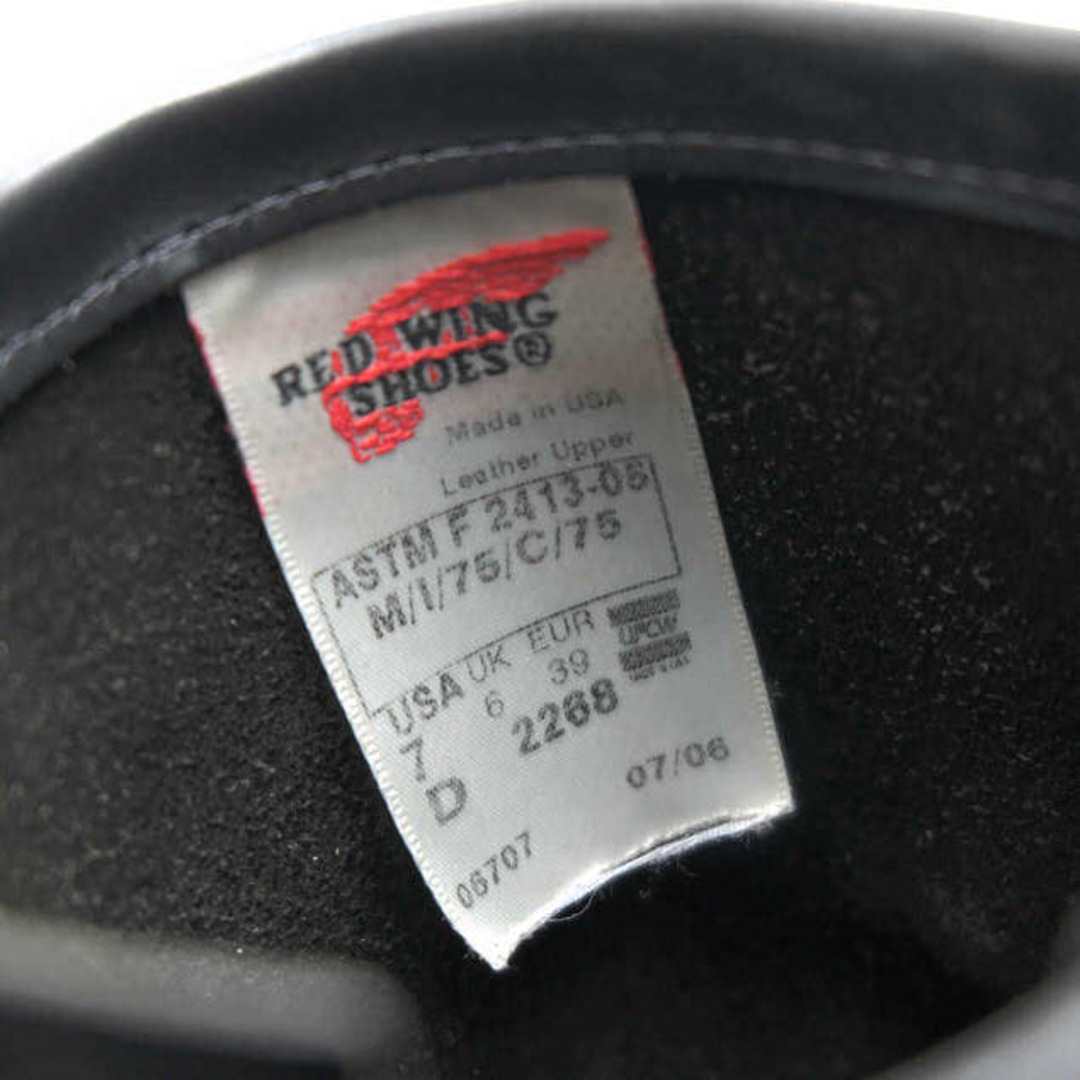 RED WING
SHOES®
Made in USA
Leather Upper
ASTM F 2413-05
M/I/75/C/75
USA UK EUR
7 6 39
D 2268
07/06
06707